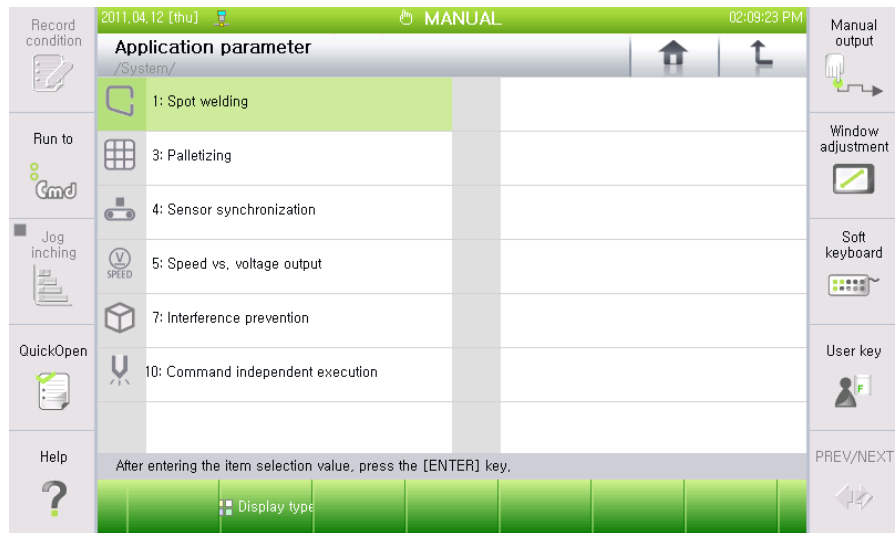 Record
condition
Run to
Cmd
Jog
inching
QuickOpen
Help
2011,04,12 [thu]
MANUAL
02:09:23 PM
Application parameter
/System/
1: Spot welding
3: Palletizing
4: Sensor synchronization
V
SPEED
5: Speed vs, voltage output
7: Interference prevention
10: Command independent execution
After entering the item selection value, press the [ENTER] key,
Display type
Manual
output
Window
adjustment
Soft
keyboard
User key
F
PREV/NEXT